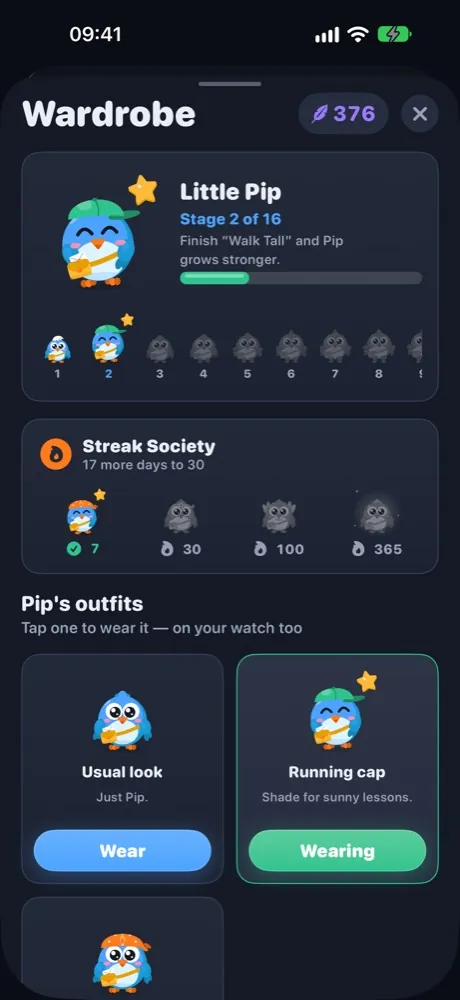 09:41
Wardrobe
376
Little Pip
Stage 2 of 16
Finish “Walk Tall” and Pip
grows stronger.
1 2 3 4 5 6 7 8
Streak Society
17 more days to 30
7 30 100 365
Pip's outfits
Tap one to wear it — on your watch too
Usual look
Just Pip.
Wear
Running cap
Shade for sunny lessons.
Wearing